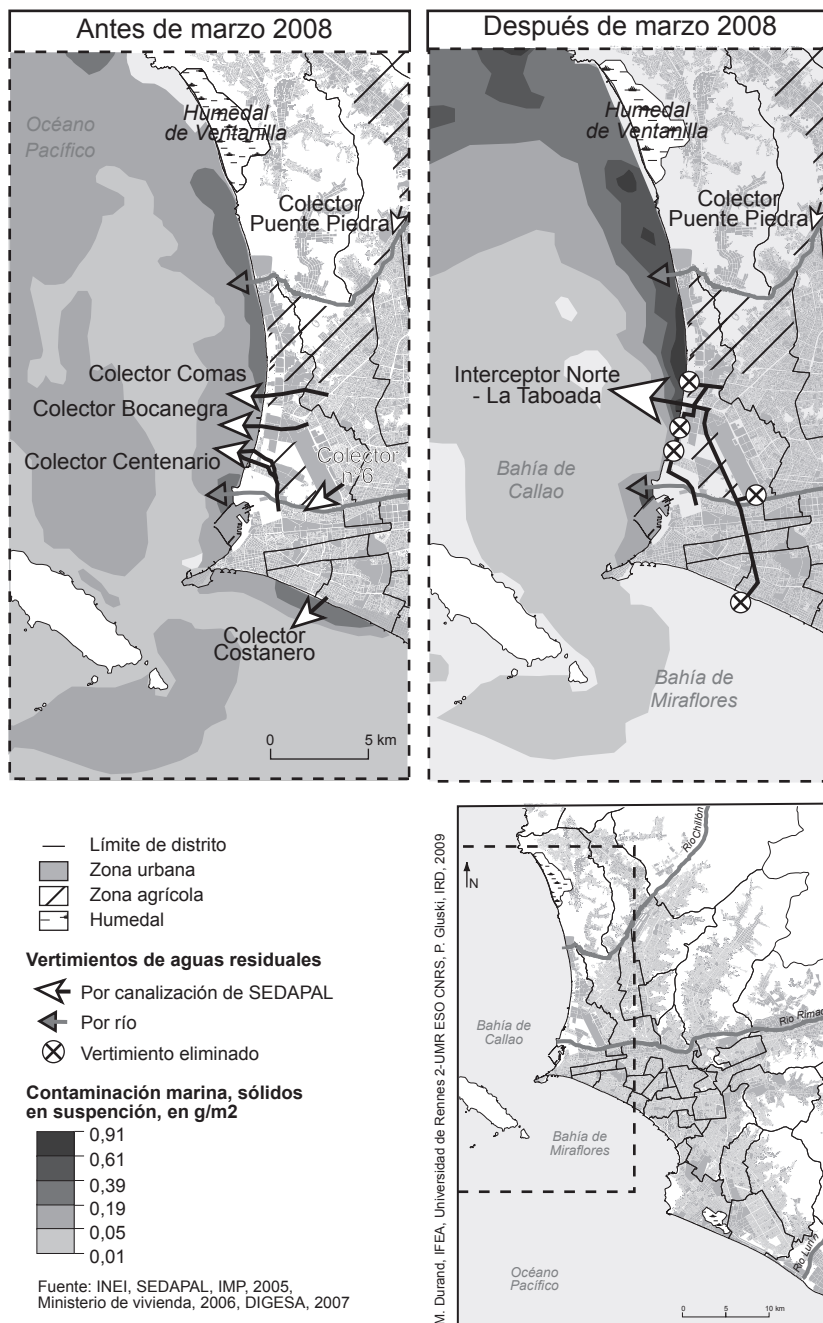 Antes de marzo 2008
Océano
Pacífico
Humedal
de Ventanilla
Colector
Puente Piedra
Colector Comas
Colector Bocanegra
Colector Centenario
Colector
n°6
Colector
Costanero
0 5 km
Después de marzo 2008
Humedal
de Ventanilla
Colector
Puente Piedra
Interceptor Norte
- La Taboada
Bahía de
Callao
Bahía de
Miraflores
Límite de distrito
Zona urbana
Zona agrícola
Humedal
Vertimientos de aguas residuales
Por canalización de SEDAPAL
Por río
Vertimiento eliminado
Contaminación marina, sólidos
en suspención, en g/m2
0,91
0,61
0,39
0,19
0,05
0,01
Fuente: INEI, SEDAPAL, IMP, 2005,
Ministerio de vivienda, 2006, DIGESA, 2007
M. Durand, IFEA, Universidad de Rennes 2-UMR ESO CNRS, P. Gluski, IRD, 2009
N
Río Chillón
Río Rímac
Bahía de
Callao
Bahía de
Miraflores
Océano
Pacífico
Río Lurín
0 5 10 km